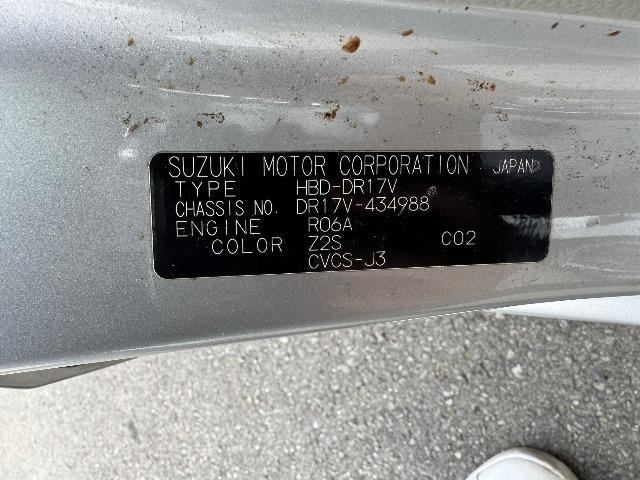 SUZUKI MOTOR CORPORATION JAPAN
TYPE HBD-DR17V
CHASSIS NO. DR17V-434988
ENGINE R06A
COLOR Z2S C02
CVCS-J3